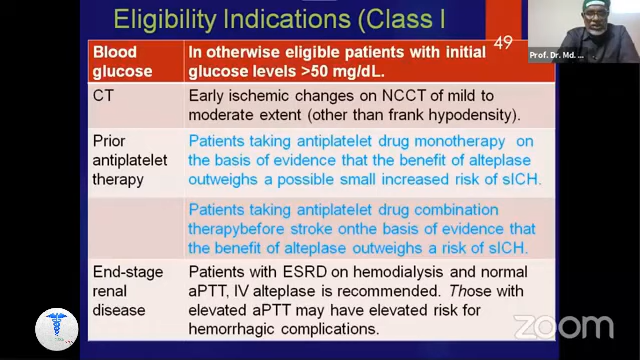 Eligibility Indications (Class I
49
Prof. Dr. Md. ...
Blood glucose
In otherwise eligible patients with initial
glucose levels >50 mg/dL.
CT
Early ischemic changes on NCCT of mild to
moderate extent (other than frank hypodensity).
Prior
antiplatelet
therapy
Patients taking antiplatelet drug monotherapy on
the basis of evidence that the benefit of alteplase
outweighs a possible small increased risk of sICH.
Patients taking antiplatelet drug combination
therapybefore stroke onthe basis of evidence that
the benefit of alteplase outweighs a risk of sICH.
End-stage
renal
disease
Patients with ESRD on hemodialysis and normal
aPTT, IV alteplase is recommended. Those with
elevated aPTT may have elevated risk for
hemorrhagic complications.
zoom